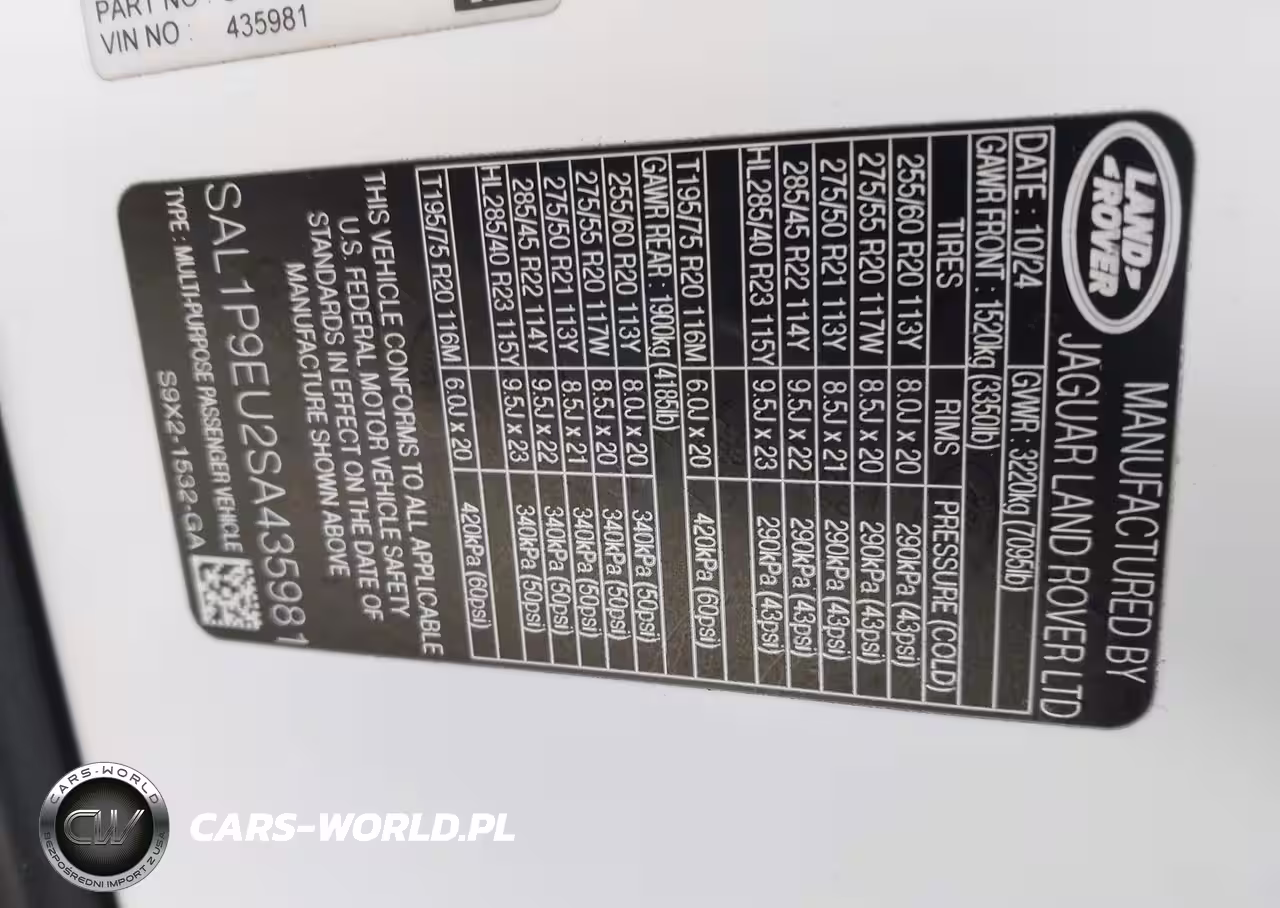 VIN NO : 435981
LAND
ROVER
MANUFACTURED BY
JAGUAR LAND ROVER LTD
DATE : 10/24 GVWR : 3220kg (7095lb)
GAWR FRONT : 1520kg (3350lb)
TIRES RIMS PRESSURE (COLD)
255/60 R20 113Y 8.0J x 20 290kPa (43psi)
275/55 R20 117W 8.5J x 20 290kPa (43psi)
275/50 R21 113Y 8.5J x 21 290kPa (43psi)
285/45 R22 114Y 9.5J x 22 290kPa (43psi)
HL285/40 R23 115Y 9.5J x 23 290kPa (43psi)
T195/75 R20 116M 6.0J x 20 420kPa (60psi)
GAWR REAR : 1900kg (4185lb)
255/60 R20 113Y 8.0J x 20 340kPa (50psi)
275/55 R20 117W 8.5J x 20 340kPa (50psi)
275/50 R21 113Y 8.5J x 21 340kPa (50psi)
285/45 R22 114Y 9.5J x 22 340kPa (50psi)
HL285/40 R23 115Y 9.5J x 23 340kPa (50psi)
T195/75 R20 116M 6.0J x 20 420kPa (60psi)
THIS VEHICLE CONFORMS TO ALL APPLICABLE
U.S. FEDERAL MOTOR VEHICLE SAFETY
STANDARDS IN EFFECT ON THE DATE OF
MANUFACTURE SHOWN ABOVE
SAL1P9EU2SA435981
TYPE : MULTI-PURPOSE PASSENGER VEHICLE
S9X2-1532-GA
CARS-WORLD
CW
BEZPOŚREDNI IMPORT Z USA
CARS-WORLD.PL